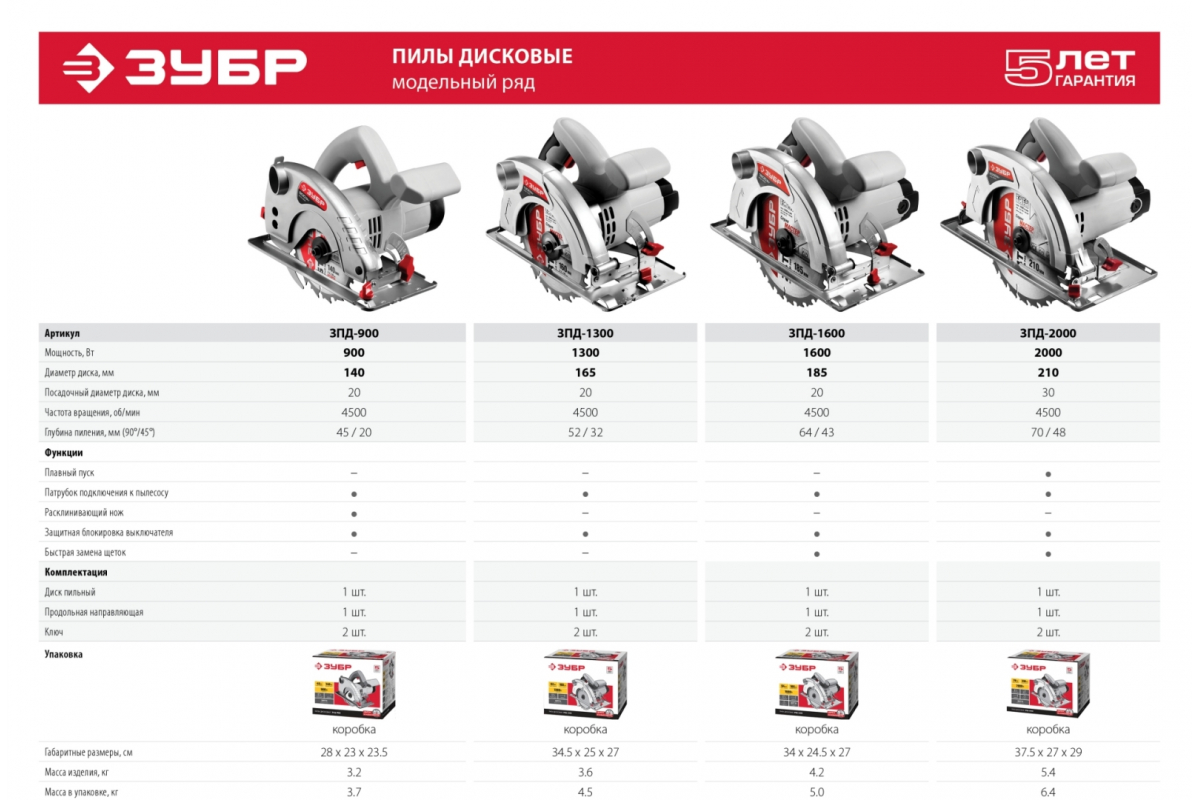 ЗУБР
ПИЛЫ ДИСКОВЫЕ
модельный ряд
5 лет
ГАРАНТИЯ
Артикул ЗПД-900 ЗПД-1300 ЗПД-1600 ЗПД-2000
Мощность, Вт 900 1300 1600 2000
Диаметр диска, мм 140 165 185 210
Посадочный диаметр диска, мм 20 20 20 30
Частота вращения, об/мин 4500 4500 4500 4500
Глубина пиления, мм (90°/45°) 45 / 20 52 / 32 64 / 43 70 / 48
Функции
Плавный пуск – – – •
Патрубок подключения к пылесосу • • • •
Расклинивающий нож • – – –
Защитная блокировка выключателя • • • •
Быстрая замена щеток – – • •
Комплектация
Диск пильный 1 шт. 1 шт. 1 шт. 1 шт.
Продольная направляющая 1 шт. 1 шт. 1 шт. 1 шт.
Ключ 2 шт. 2 шт. 2 шт. 2 шт.
Упаковка ЗУБР ЗУБР ЗУБР ЗУБР
коробка коробка коробка коробка
Габаритные размеры, см 28 x 23 x 23.5 34.5 x 25 x 27 34 x 24.5 x 27 37.5 x 27 x 29
Масса изделия, кг 3.2 3.6 4.2 5.4
Масса в упаковке, кг 3.7 4.5 5.0 6.4